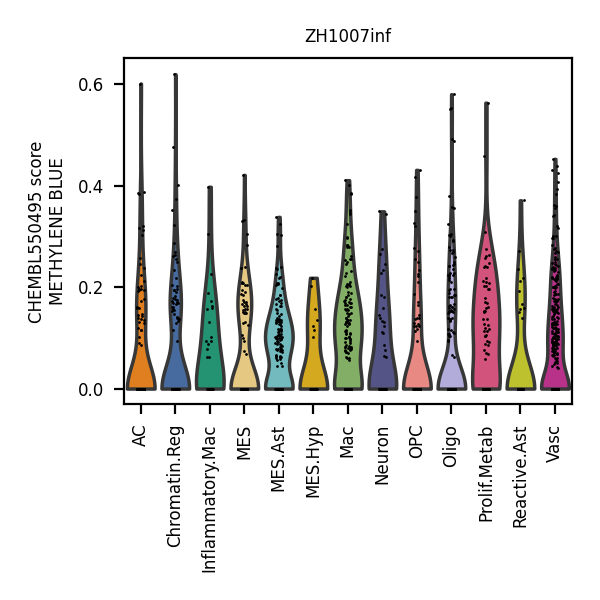 ZH1007inf
CHEMBL550495 score
METHYLENE BLUE
0.6
0.4
0.2
0.0
AC
Chromatin.Reg
Inflammatory.Mac
MES
MES.Ast
MES.Hyp
Mac
Neuron
OPC
Oligo
Prolif.Metab
Reactive.Ast
Vasc